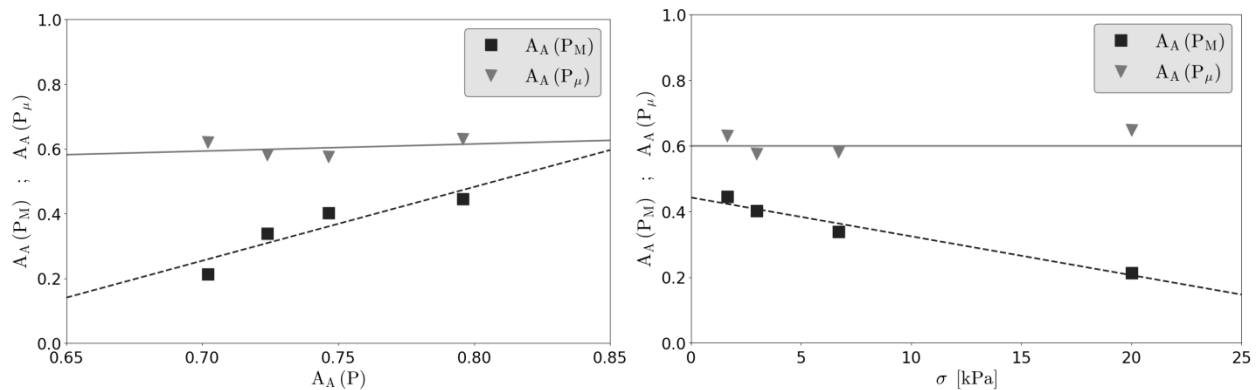 1.0
0.8
0.6
0.4
0.2
0.0
A_A (P_M) ; A_A (P_μ)
A_A (P_M)
A_A (P_μ)
0.65 0.70 0.75 0.80 0.85
A_A (P)
1.0
0.8
0.6
0.4
0.2
0.0
A_A (P_M) ; A_A (P_μ)
A_A (P_M)
A_A (P_μ)
0 5 10 15 20 25
σ [kPa]